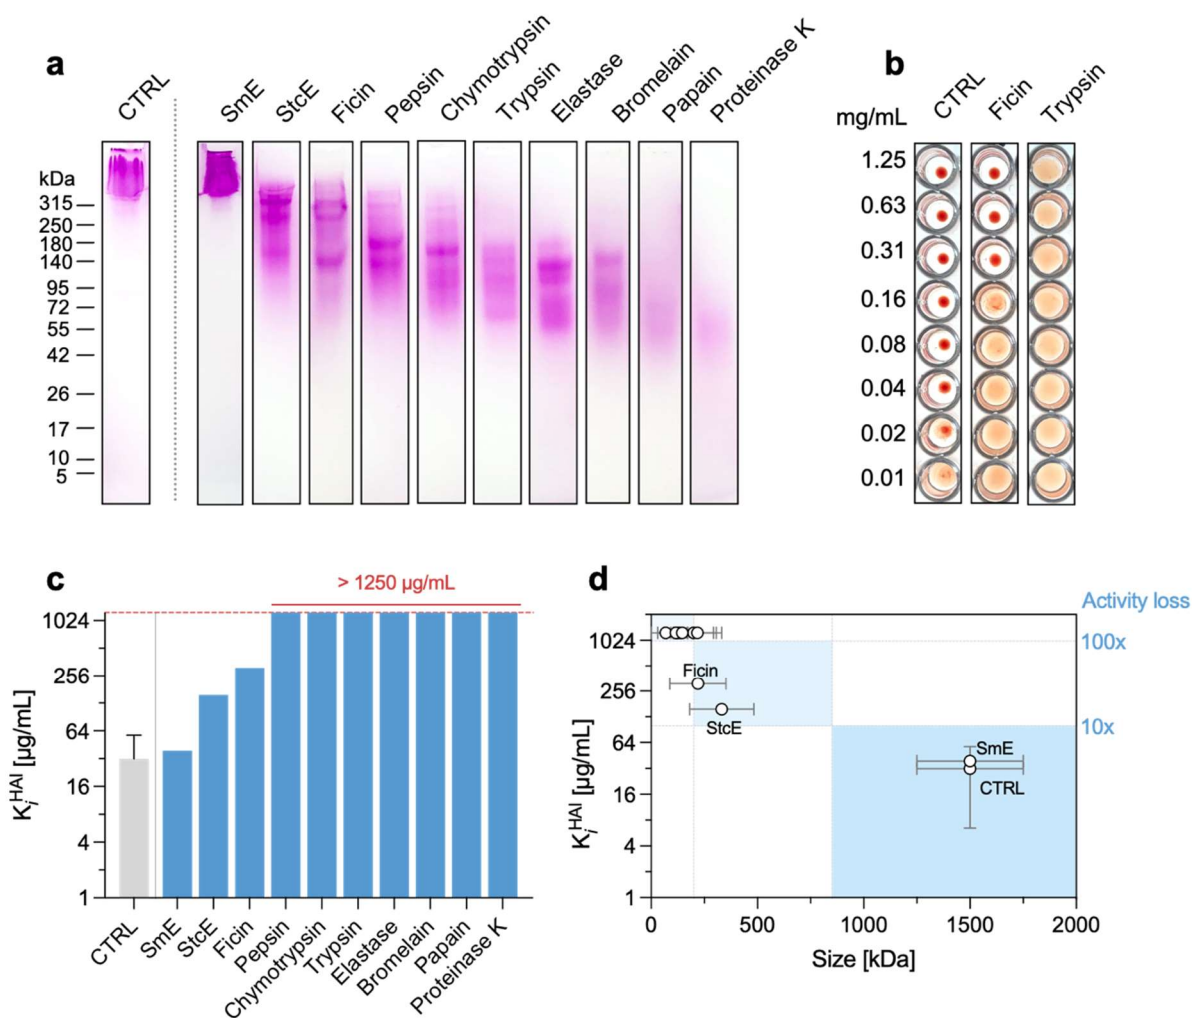 a
CTRL
SmE
StcE
Ficin
Pepsin
Chymotrypsin
Trypsin
Elastase
Bromelain
Papain
Proteinase K
kDa
315
250
180
140
95
72
55
42
26
17
10
5
b
CTRL
Ficin
Trypsin
mg/mL
1.25
0.63
0.31
0.16
0.08
0.04
0.02
0.01
c
> 1250 µg/mL
1024
256
64
16
4
1
KᵢHAI [µg/mL]
CTRL
SmE
StcE
Ficin
Pepsin
Chymotrypsin
Trypsin
Elastase
Bromelain
Papain
Proteinase K
d
Activity loss
100x
10x
1024
256
64
16
4
1
KᵢHAI [µg/mL]
Ficin
StcE
SmE
CTRL
0
500
1000
1500
2000
Size [kDa]